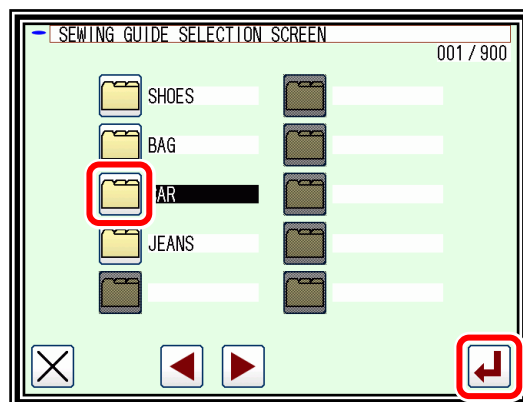 SEWING GUIDE SELECTION SCREEN
001/900
SHOES
BAG
AR
JEANS